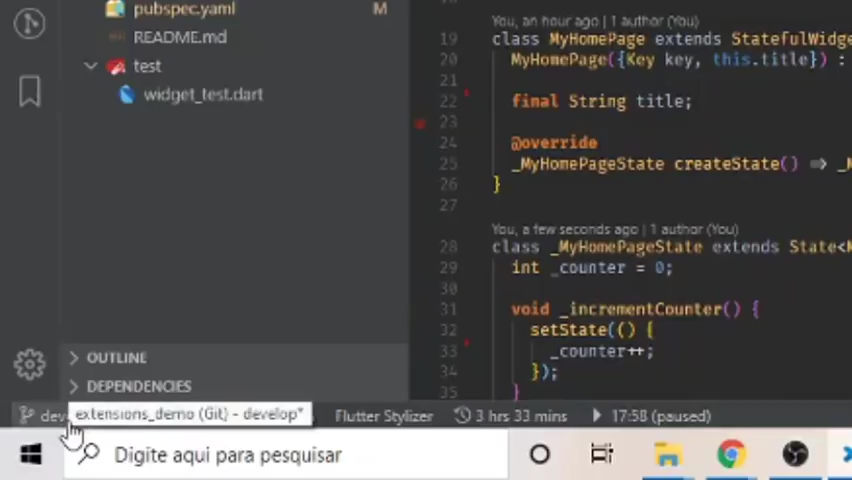 pubspec.yaml M
README.md
test
widget_test.dart
OUTLINE
DEPENDENCIES
You, an hour ago | 1 author (You)
19 class MyHomePage extends StatefulWidge
20 MyHomePage({Key key, this.title}) :
21
22 final String title;
23
24 @override
25 _MyHomePageState createState() => _M
26 }
27
You, a few seconds ago | 1 author (You)
28 class _MyHomePageState extends State<M
29 int _counter = 0;
30
31 void _incrementCounter() {
32 setState(() {
33 _counter++;
34 });
35 }
dev
extensions_demo (Git) - develop*
Flutter Stylizer
3 hrs 33 mins
17:58 (paused)
Digite aqui para pesquisar